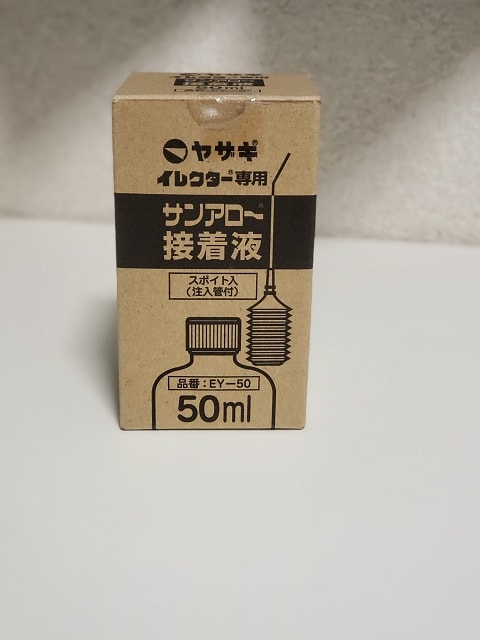 50ml
ヤザキ
イレクター®専用
サンアロー®
接着液
スポイト入
(注入管付)
品番:EY-50
50ml